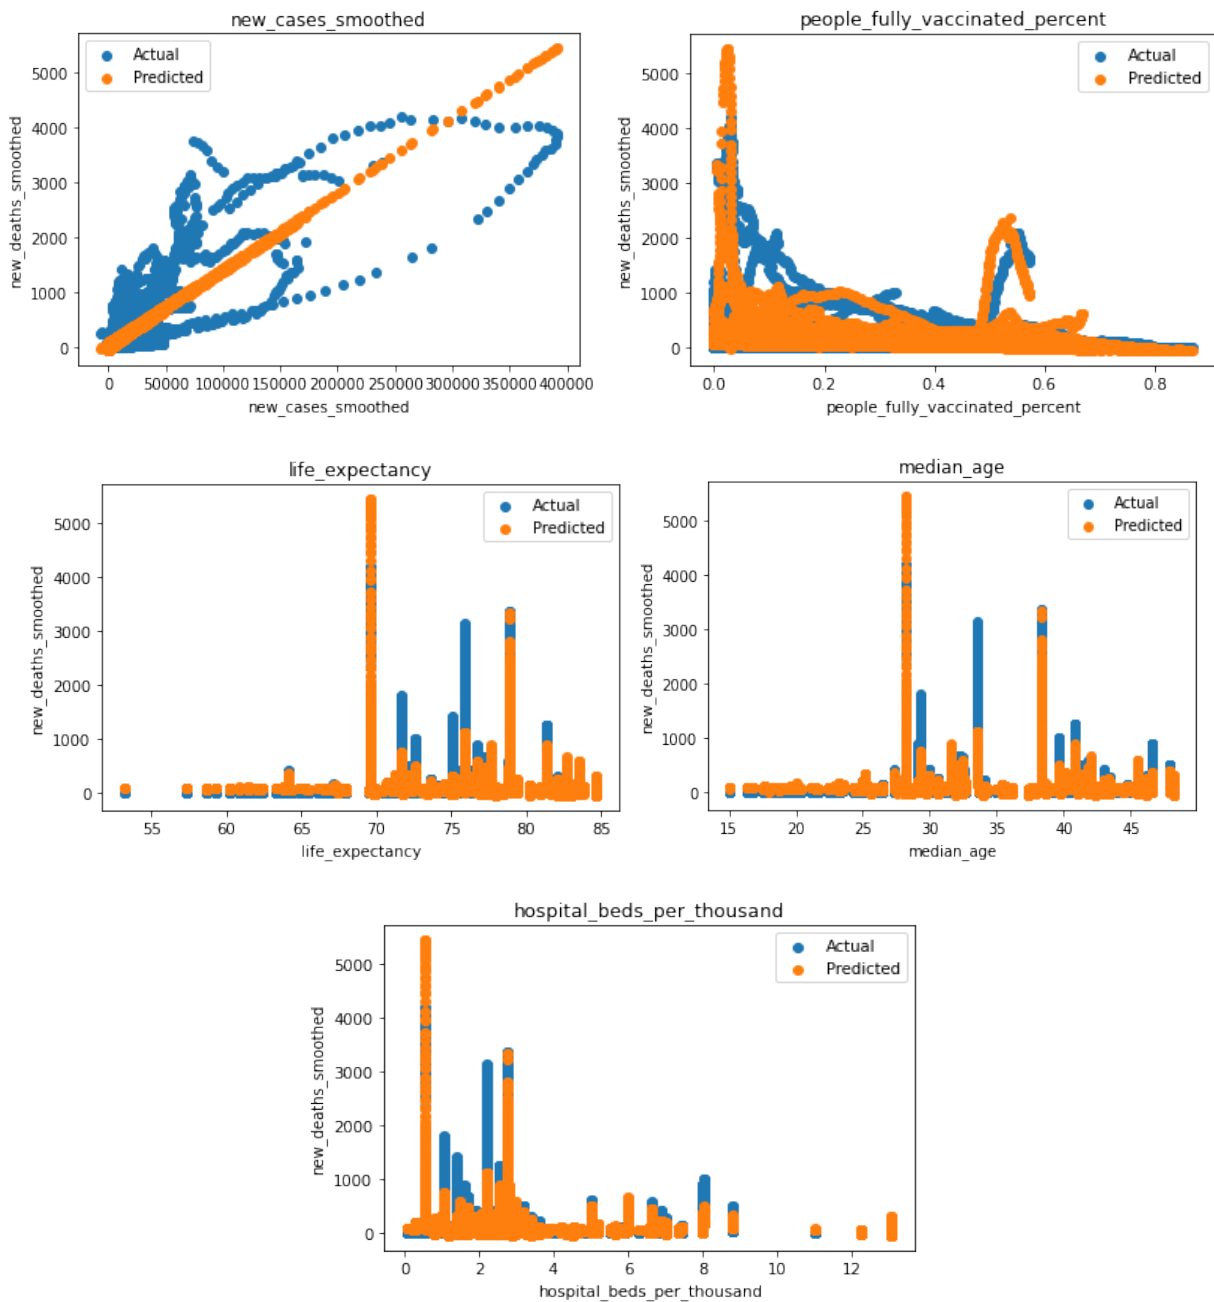 new_cases_smoothed
Actual
Predicted
5000
4000
3000
2000
1000
0
new_deaths_smoothed
0 50000 100000 150000 200000 250000 300000 350000 400000
new_cases_smoothed
people_fully_vaccinated_percent
Actual
Predicted
5000
4000
3000
2000
1000
0
new_deaths_smoothed
0.0 0.2 0.4 0.6 0.8
people_fully_vaccinated_percent
life_expectancy
Actual
Predicted
5000
4000
3000
2000
1000
0
new_deaths_smoothed
55 60 65 70 75 80 85
life_expectancy
median_age
Actual
Predicted
5000
4000
3000
2000
1000
0
new_deaths_smoothed
15 20 25 30 35 40 45
median_age
hospital_beds_per_thousand
Actual
Predicted
5000
4000
3000
2000
1000
0
new_deaths_smoothed
0 2 4 6 8 10 12
hospital_beds_per_thousand